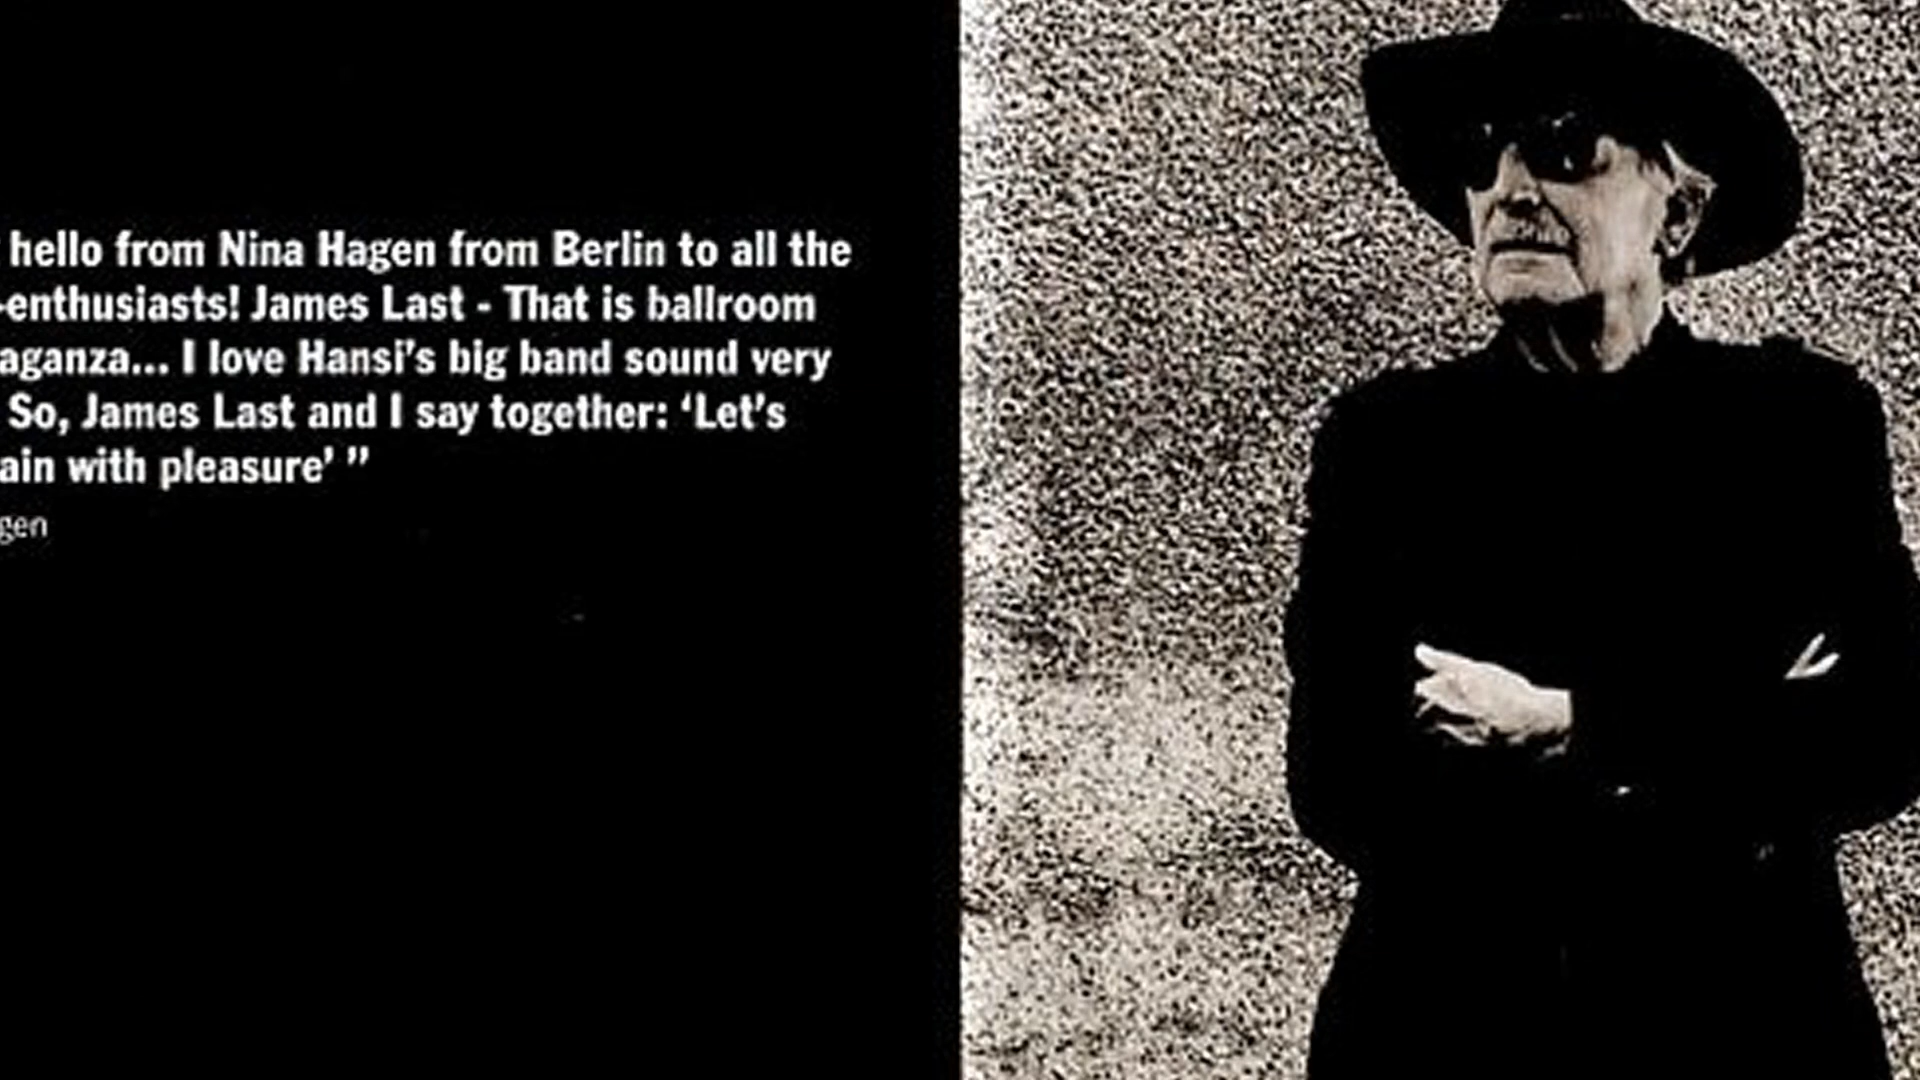 hello from Nina Hagen from Berlin to all the
-enthusiasts! James Last - That is ballroom
aganza... I love Hansi's big band sound very
So, James Last and I say together: ‘Let's
ain with pleasure’ ”
gen